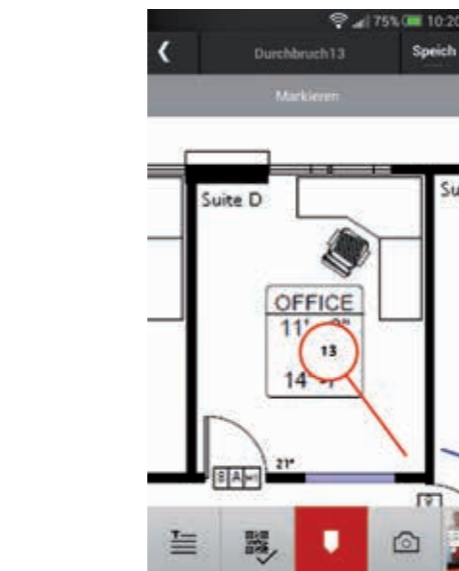 75% 10:20
Durchbruch13
Speich
Markieren
Suite D
Su
OFFICE
11'
13
14'
21"
B A